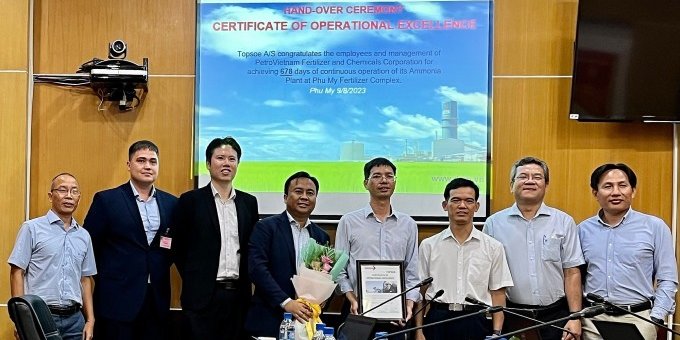 HAND-OVER CEREMONY
CERTIFICATE OF OPERATIONAL EXCELLENCE
Topsoe A/S congratulates the employees and management of
PetroVietnam Fertilizer and Chemicals Corporation for
achieving 678 days of continuous operation of its Ammonia
Plant at Phu My Fertilizer Complex.
Phu My 9/8/2023